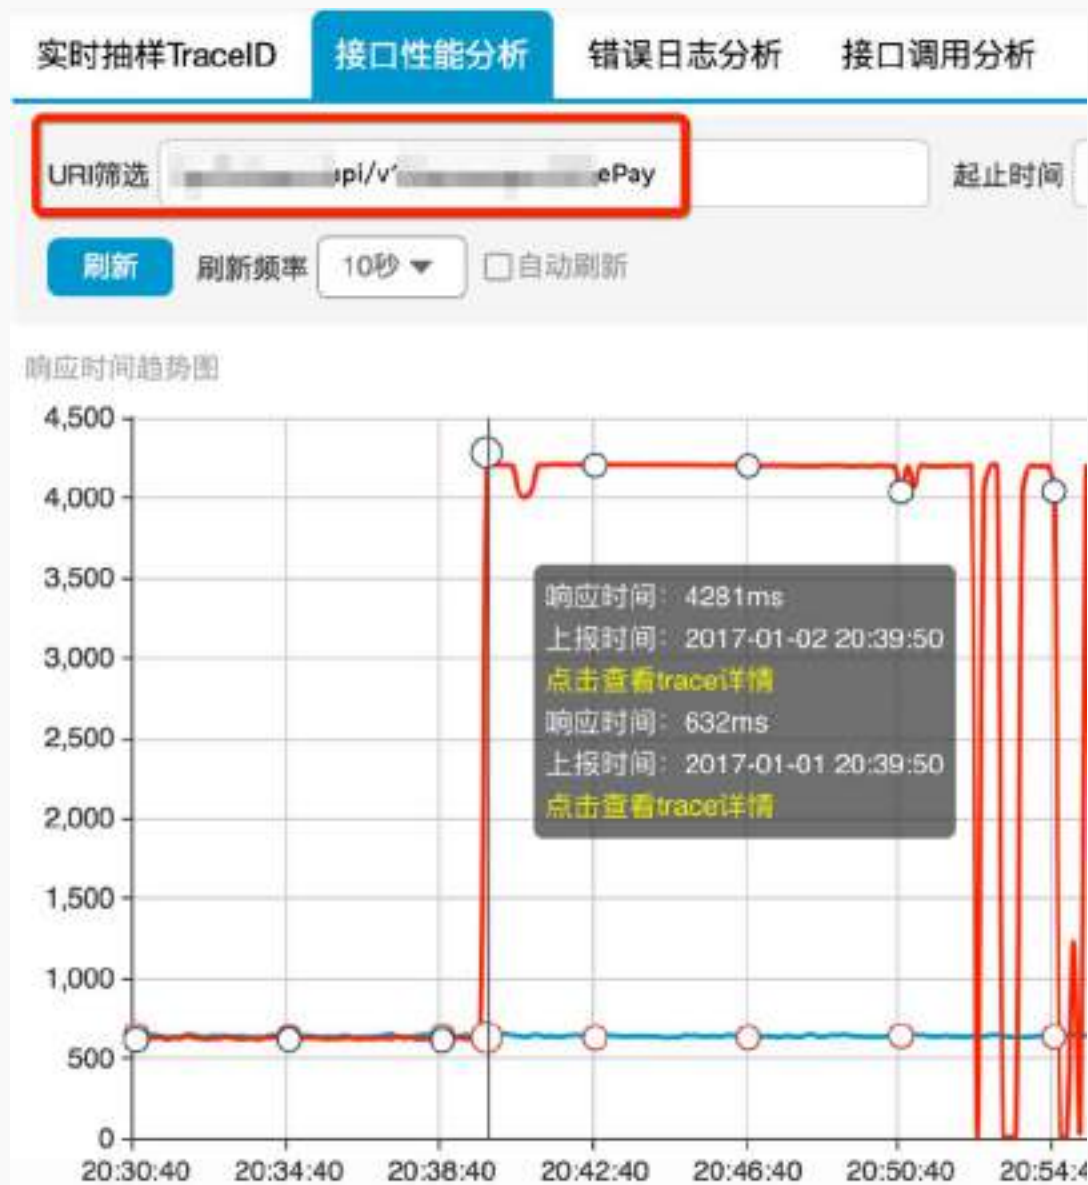 实时抽样TraceID 接口性能分析 错误日志分析 接口调用分析
URI筛选 api/v ePay 起止时间
刷新 刷新频率 10秒 自动刷新
响应时间趋势图
4,500
4,000
3,500
3,000
2,500
2,000
1,500
1,000
500
0
响应时间: 4281ms
上报时间: 2017-01-02 20:39:50
点击查看trace详情
响应时间: 632ms
上报时间: 2017-01-01 20:39:50
点击查看trace详情
20:30:40 20:34:40 20:38:40 20:42:40 20:46:40 20:50:40 20:54:4